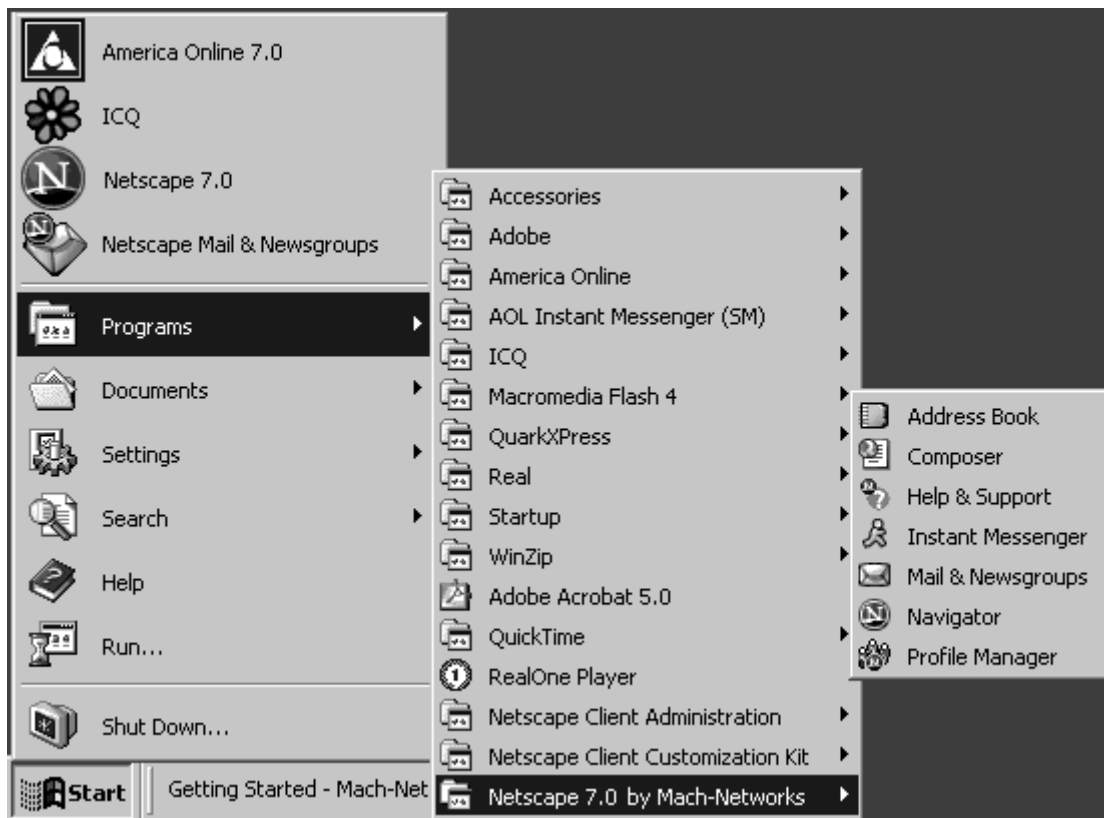 America Online 7.0
ICQ
Netscape 7.0
Netscape Mail & Newsgroups
Programs
Documents
Settings
Search
Help
Run...
Shut Down...
Start
Getting Started - Mach-Net
Accessories
Adobe
America Online
AOL Instant Messenger (SM)
ICQ
Macromedia Flash 4
QuarkXPress
Real
Startup
WinZip
Adobe Acrobat 5.0
QuickTime
RealOne Player
Netscape Client Administration
Netscape Client Customization Kit
Netscape 7.0 by Mach-Networks
Address Book
Composer
Help & Support
Instant Messenger
Mail & Newsgroups
Navigator
Profile Manager